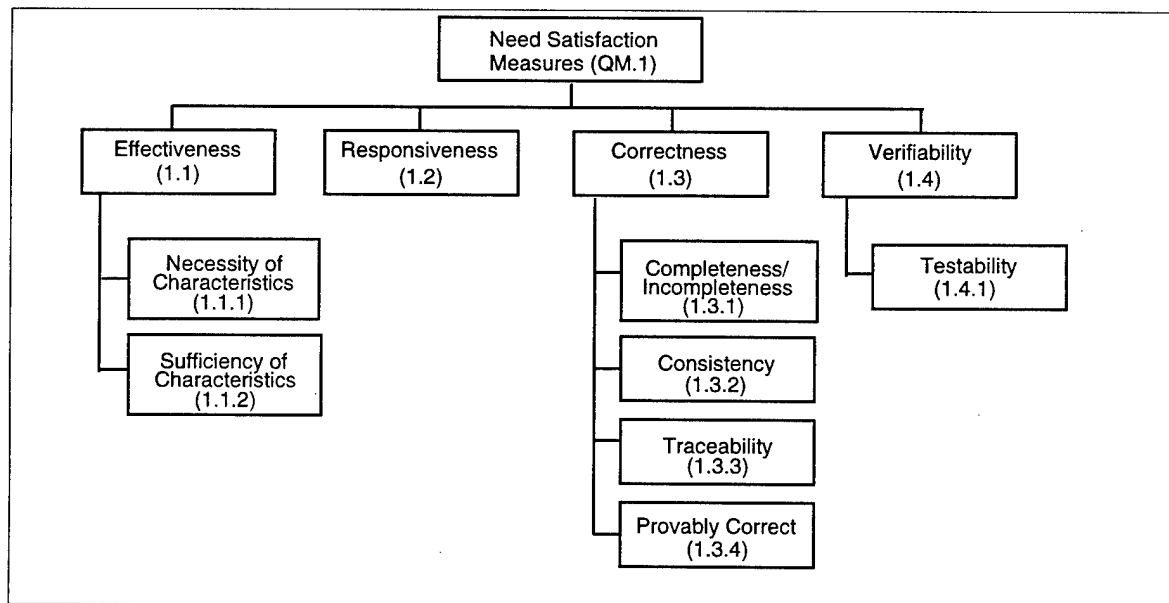 Need Satisfaction
Measures (QM.1)
Effectiveness
(1.1)
Responsiveness
(1.2)
Correctness
(1.3)
Verifiability
(1.4)
Necessity of
Characteristics
(1.1.1)
Sufficiency of
Characteristics
(1.1.2)
Completeness/
Incompleteness
(1.3.1)
Consistency
(1.3.2)
Traceability
(1.3.3)
Provably Correct
(1.3.4)
Testability
(1.4.1)